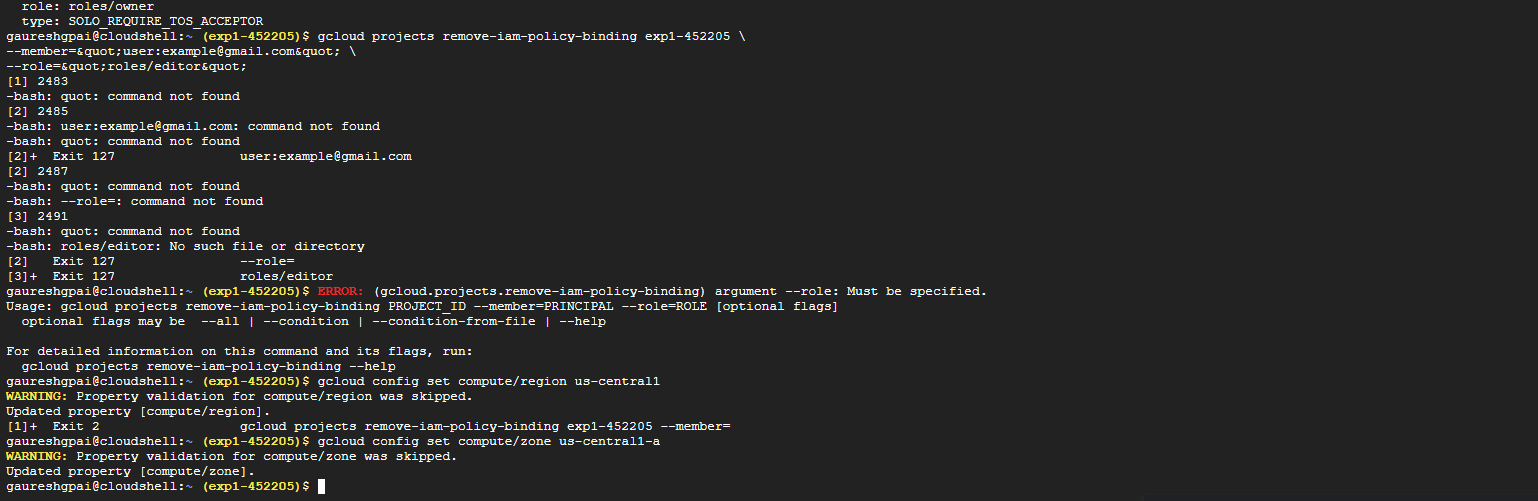 role: roles/owner
type: SOLO_REQUIRE_TOS_ACCEPTOR
gaureshgpai@cloudshell:~ (exp1-452205)$ gcloud projects remove-iam-policy-binding exp1-452205 \
--member=&quot;user:example@gmail.com&quot; \
--role=&quot;roles/editor&quot;
[1] 2483
-bash: quot: command not found
[2] 2485
-bash: user:example@gmail.com: command not found
-bash: quot: command not found
[2]+  Exit 127                user:example@gmail.com
[2] 2487
-bash: quot: command not found
-bash: --role=: command not found
[3] 2491
-bash: quot: command not found
-bash: roles/editor: No such file or directory
[2]   Exit 127                --role=
[3]+  Exit 127                roles/editor
gaureshgpai@cloudshell:~ (exp1-452205)$ ERROR: (gcloud.projects.remove-iam-policy-binding) argument --role: Must be specified.
Usage: gcloud projects remove-iam-policy-binding PROJECT_ID --member=PRINCIPAL --role=ROLE [optional flags]
  optional flags may be  --all | --condition | --condition-from-file | --help

For detailed information on this command and its flags, run:
  gcloud projects remove-iam-policy-binding --help
gaureshgpai@cloudshell:~ (exp1-452205)$ gcloud config set compute/region us-central1
WARNING: Property validation for compute/region was skipped.
Updated property [compute/region].
[1]+  Exit 2                  gcloud projects remove-iam-policy-binding exp1-452205 --member=
gaureshgpai@cloudshell:~ (exp1-452205)$ gcloud config set compute/zone us-central1-a
WARNING: Property validation for compute/zone was skipped.
Updated property [compute/zone].
gaureshgpai@cloudshell:~ (exp1-452205)$